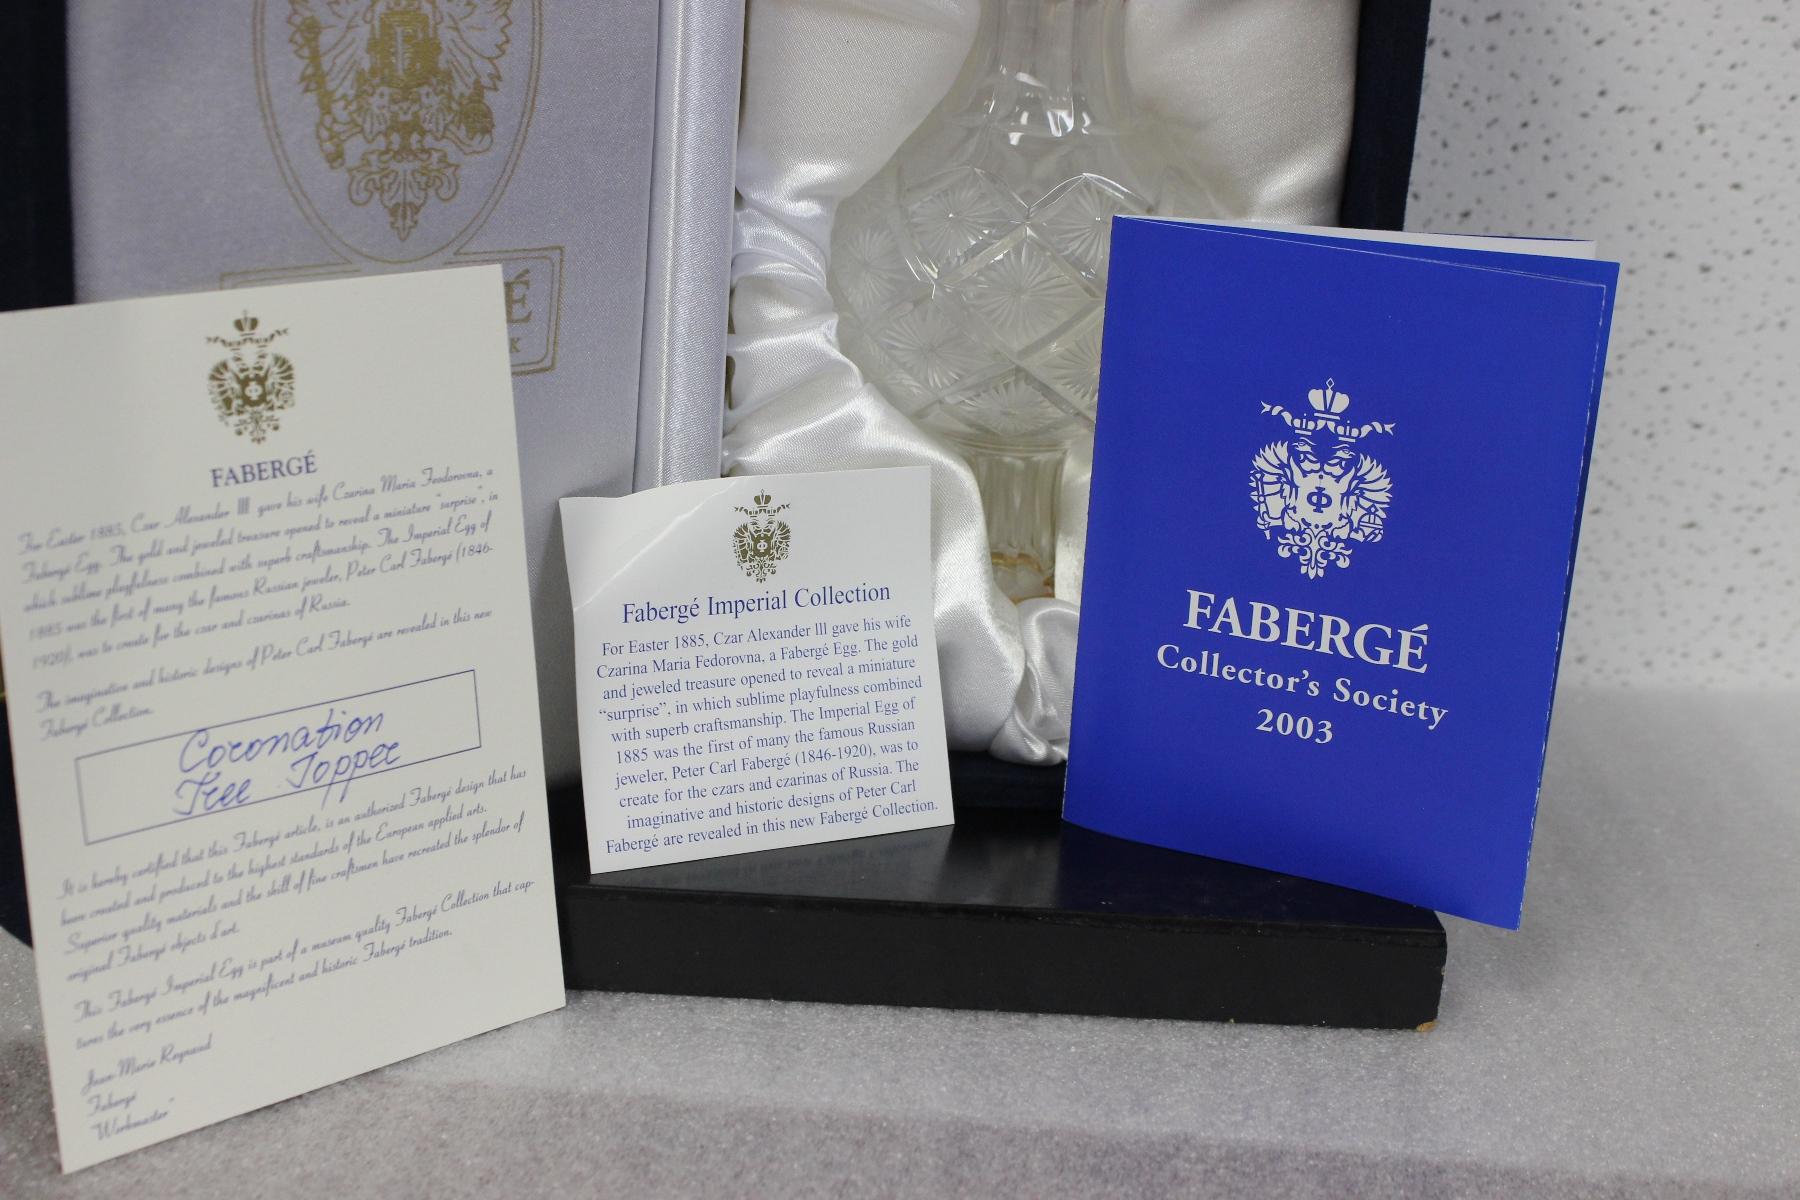 É
K
FABERGÉ
For Easter 1885, Czar Alexander III gave his wife Czarina Maria Feodorovna, a
Fabergé Egg. The gold and jeweled treasure opened to reveal a miniature "surprise", in
which sublime playfulness combined with superb craftsmanship. The Imperial Egg of
1885 was the first of many the famous Russian jeweler, Peter Carl Fabergé (1846-
1920), was to create for the czar and czarinas of Russia.
The imaginative and historic designs of Peter Carl Fabergé are revealed in this new
Fabergé Collection.
Coronation
Tree Topper
It is hereby certified that this Fabergé article, is an authorized Fabergé design that has
been created and produced to the highest standards of the European applied arts.
Superior quality materials and the skill of fine craftsmen have recreated the splendor of
original Fabergé objects d'art.
This Fabergé Imperial Egg is part of a museum quality Fabergé Collection that cap-
tures the very essence of the magnificent and historic Fabergé tradition.
Jean-Marie Reynaud
Fabergé
Workmaster"
Fabergé Imperial Collection
For Easter 1885, Czar Alexander lll gave his wife
Czarina Maria Fedorovna, a Fabergé Egg. The gold
and jeweled treasure opened to reveal a miniature
“surprise”, in which sublime playfulness combined
with superb craftsmanship. The Imperial Egg of
1885 was the first of many the famous Russian
jeweler, Peter Carl Fabergé (1846-1920), was to
create for the czars and czarinas of Russia. The
imaginative and historic designs of Peter Carl
Fabergé are revealed in this new Fabergé Collection.
Ф
FABERGÉ
Collector's Society
2003